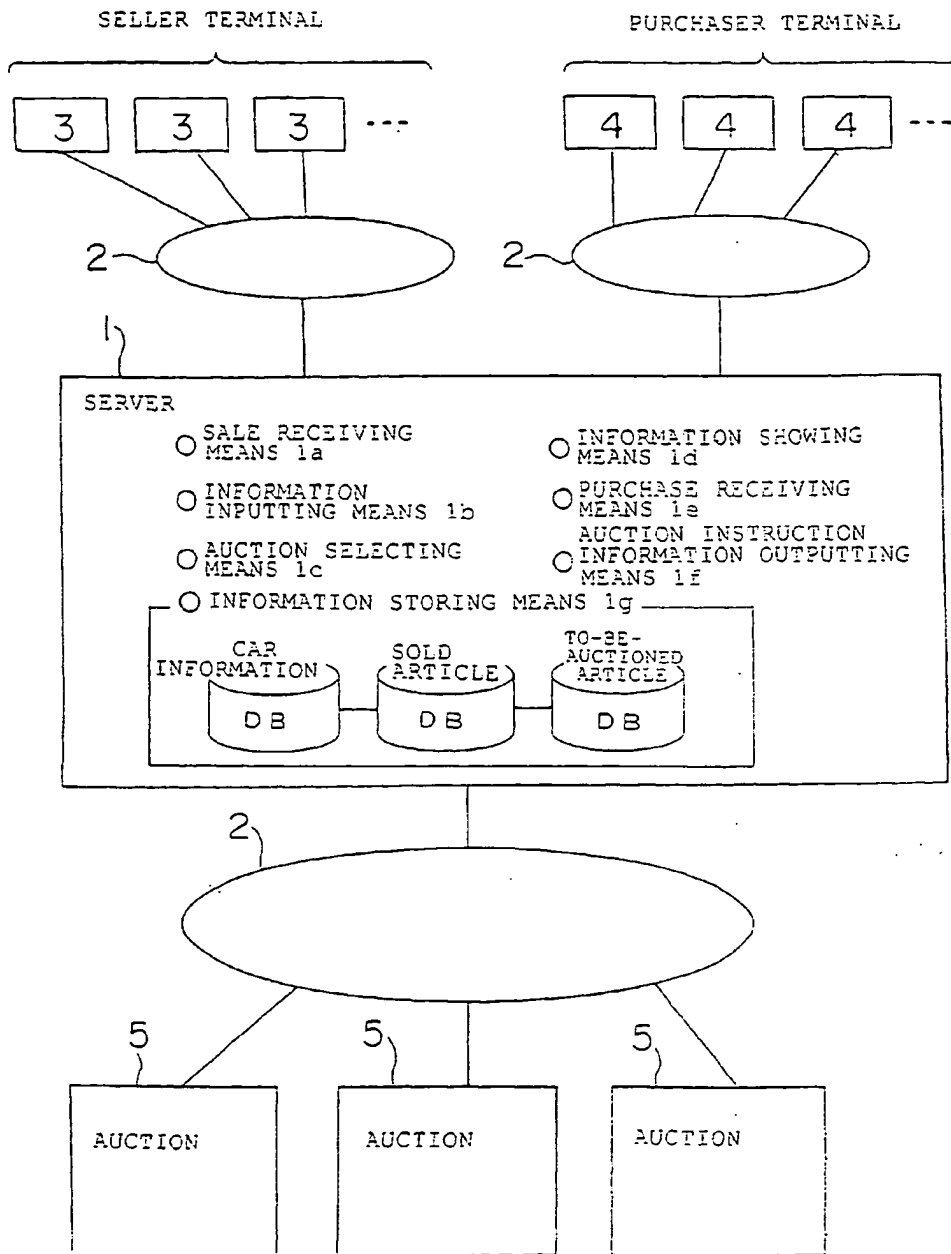 SELLER TERMINAL
PURCHASER TERMINAL
3 3 3 ---
4 4 4 ---
2
2
1
SERVER
SALE RECEIVING
MEANS 1a
INFORMATION
INPUTTING MEANS 1b
AUCTION SELECTING
MEANS 1c
INFORMATION SHOWING
MEANS 1d
PURCHASE RECEIVING
MEANS 1e
AUCTION INSTRUCTION
INFORMATION OUTPUTTING
MEANS 1f
INFORMATION STORING MEANS 1g
CAR
INFORMATION
DB
SOLD
ARTICLE
DB
TO-BE-
AUCTIONED
ARTICLE
DB
2
5
5
5
AUCTION
AUCTION
AUCTION